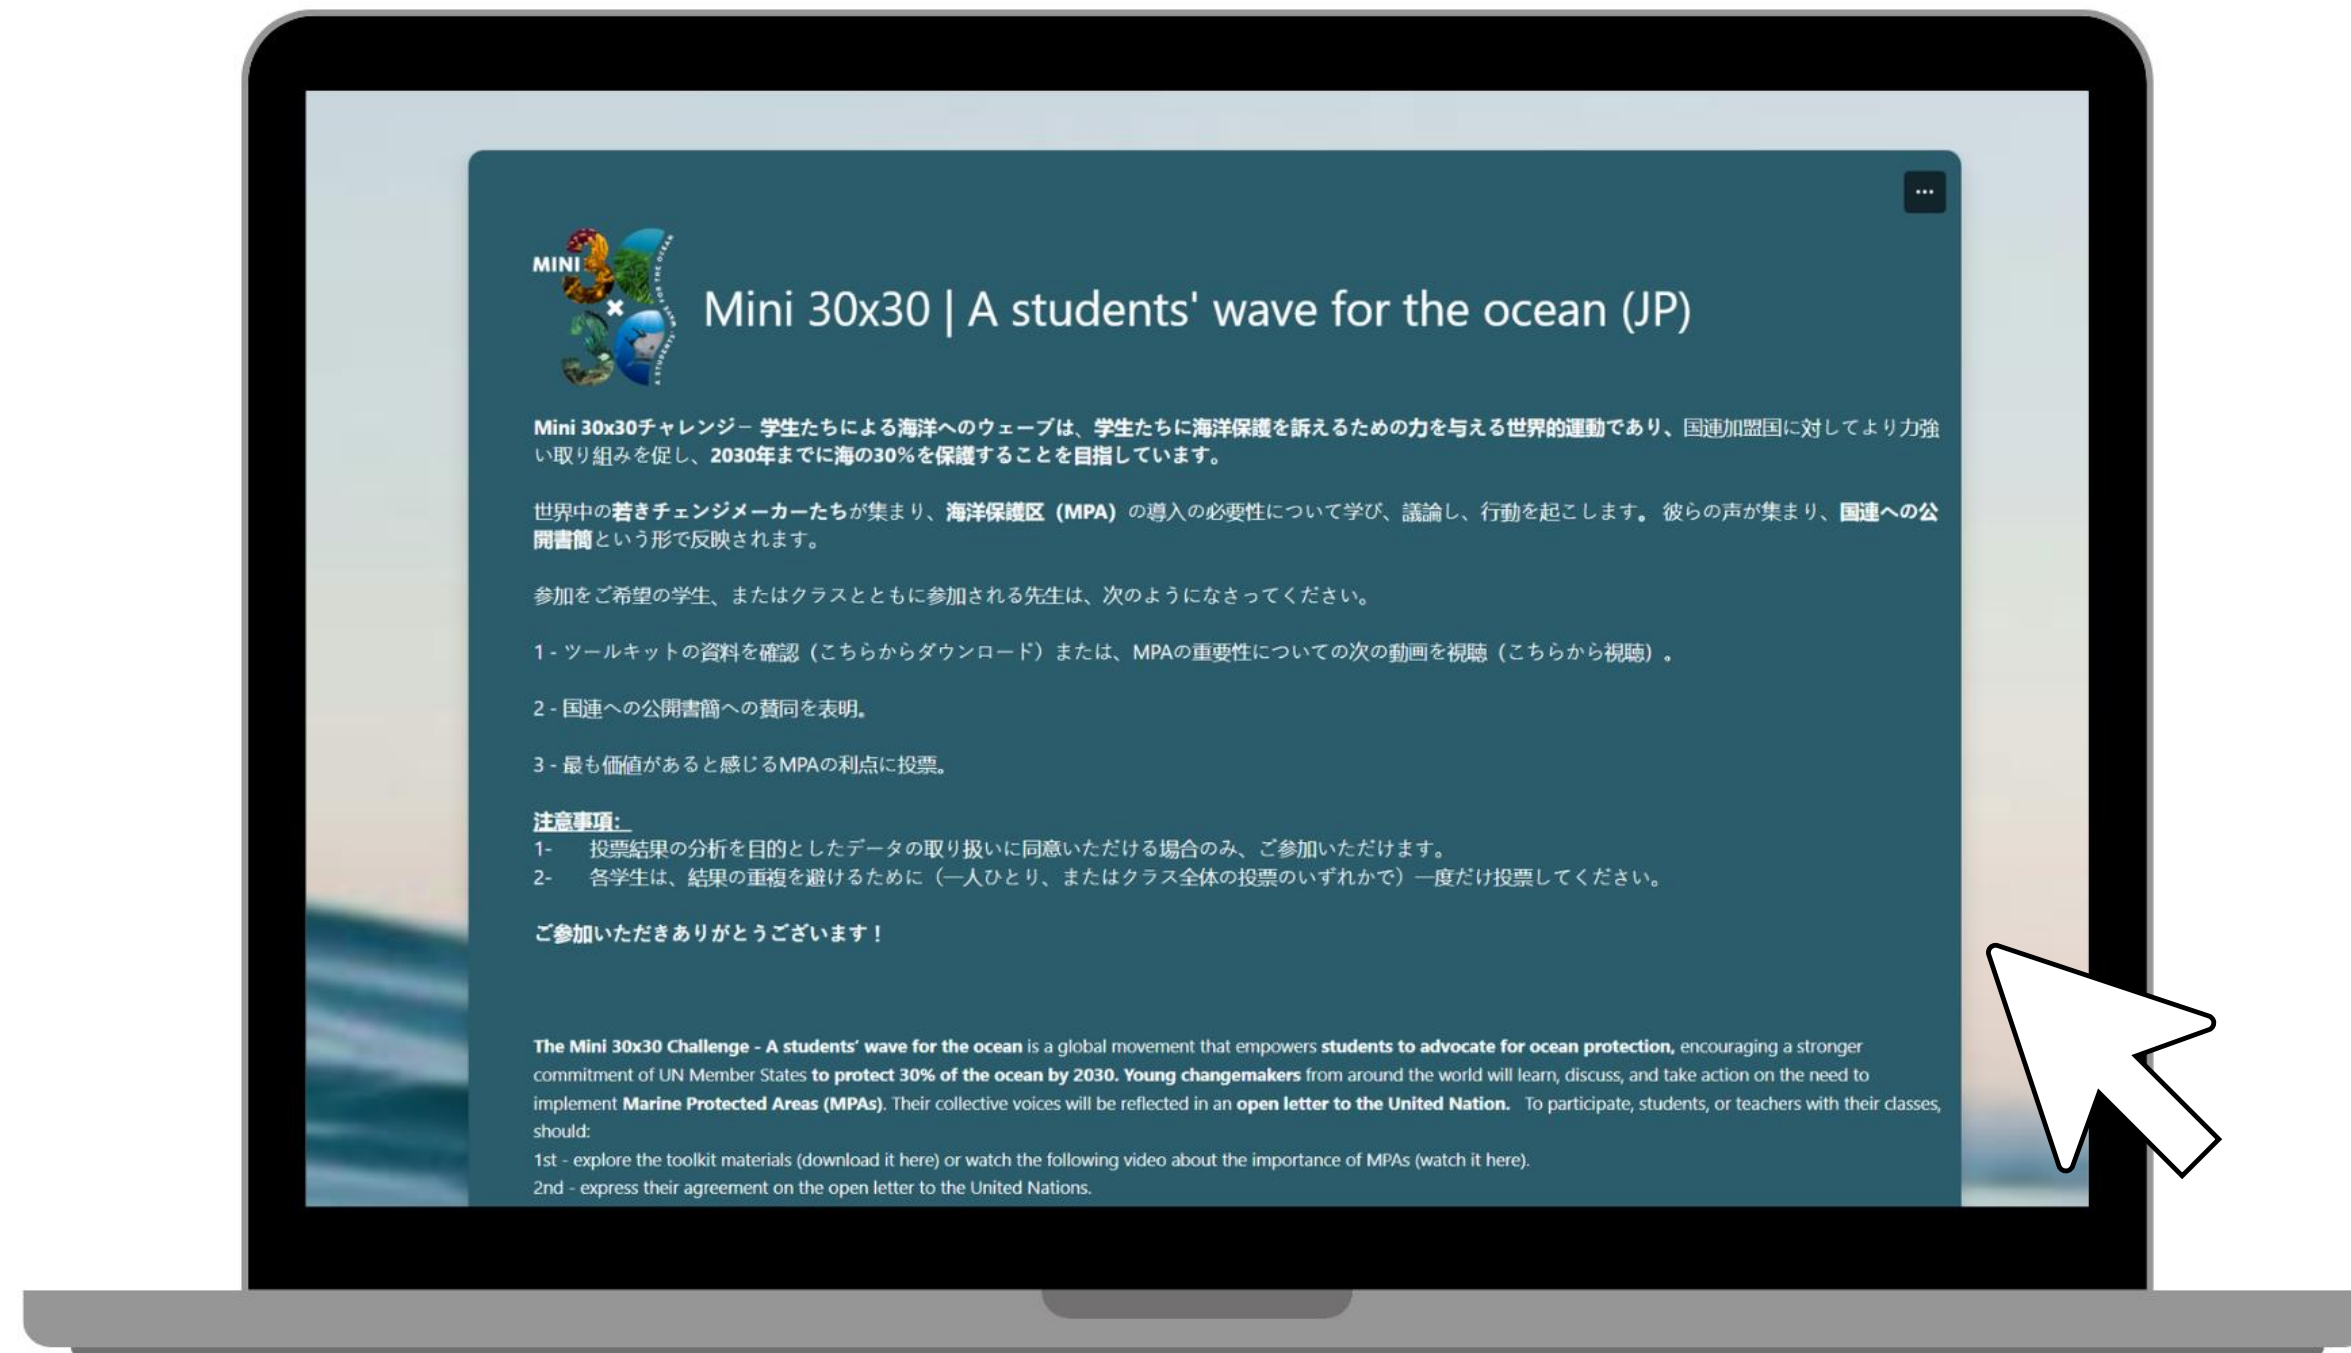 MINI
30
×
30
A STUDENTS' WAVE FOR THE OCEAN
Mini 30x30 | A students' wave for the ocean (JP)
Mini 30x30チャレンジ− 学生たちによる海洋へのウェーブは、学生たちに海洋保護を訴えるための力を与える世界的運動であり、国連加盟国に対してより力強
い取り組みを促し、2030年までに海の30%を保護することを目指しています。
世界中の若きチェンジメーカーたちが集まり、海洋保護区（MPA）の導入の必要性について学び、議論し、行動を起こします。 彼らの声が集まり、国連への公
開書簡という形で反映されます。
参加をご希望の学生、またはクラスとともに参加される先生は、次のようになさってください。
1 - ツールキットの資料を確認（こちらからダウンロード）または、MPAの重要性についての次の動画を視聴（こちらから視聴）。
2 - 国連への公開書簡への賛同を表明。
3 - 最も価値があると感じるMPAの利点に投票。
注意事項:
1- 投票結果の分析を目的としたデータの取り扱いに同意いただける場合のみ、ご参加いただけます。
2- 各学生は、結果の重複を避けるために（一人ひとり、またはクラス全体の投票のいずれかで）一度だけ投票してください。
ご参加いただきありがとうございます！
The Mini 30x30 Challenge - A students’ wave for the ocean is a global movement that empowers students to advocate for ocean protection, encouraging a stronger
commitment of UN Member States to protect 30% of the ocean by 2030. Young changemakers from around the world will learn, discuss, and take action on the need to
implement Marine Protected Areas (MPAs). Their collective voices will be reflected in an open letter to the United Nation. To participate, students, or teachers with their classes,
should:
1st - explore the toolkit materials (download it here) or watch the following video about the importance of MPAs (watch it here).
2nd - express their agreement on the open letter to the United Nations.